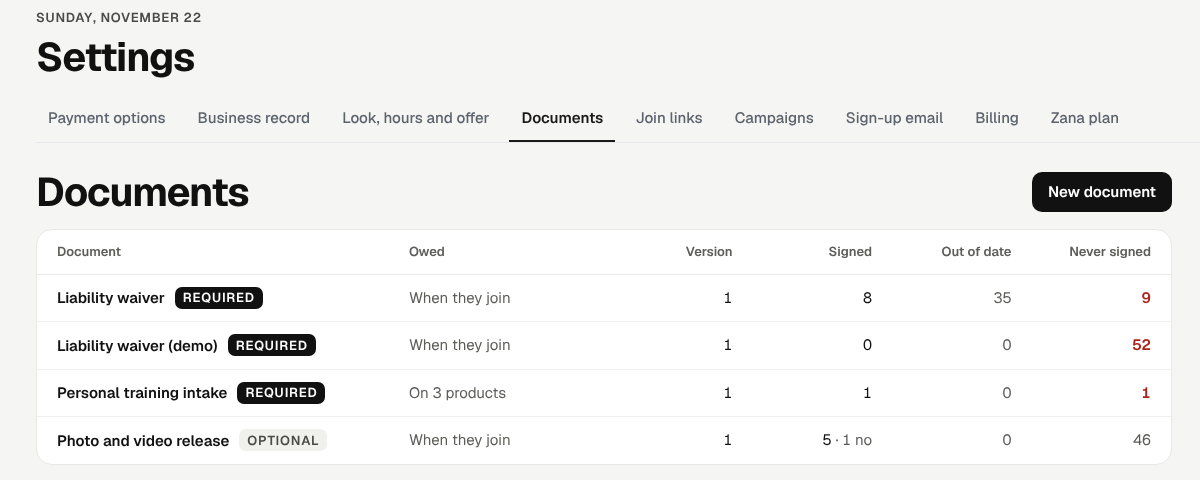 SUNDAY, NOVEMBER 22
Settings
Payment options Business record Look, hours and offer Documents Join links Campaigns Sign-up email Billing Zana plan
Documents New document
Document Owed Version Signed Out of date Never signed
Liability waiver REQUIRED When they join 1 8 35 9
Liability waiver (demo) REQUIRED When they join 1 0 0 52
Personal training intake REQUIRED On 3 products 1 1 0 1
Photo and video release OPTIONAL When they join 1 5 · 1 no 0 46